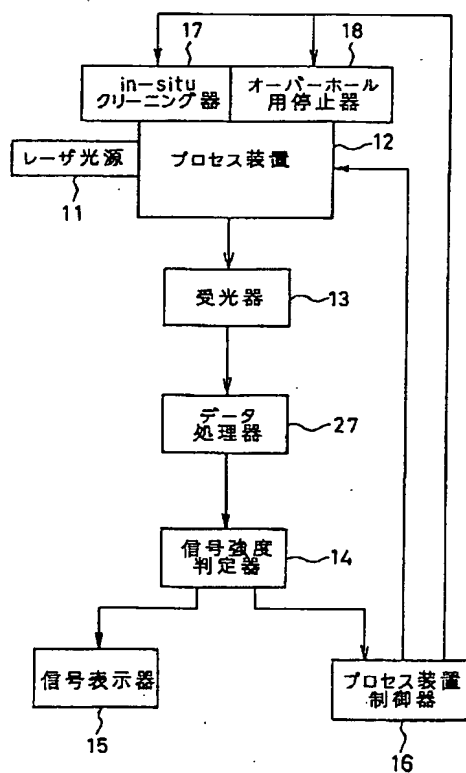 17
18
in-situ
クリーニング器
オーバーホール
用停止器
レーザ光源
プロセス装置
12
11
受光器
13
データ
処理器
27
信号強度
判定器
14
信号表示器
プロセス装置
制御器
15
16